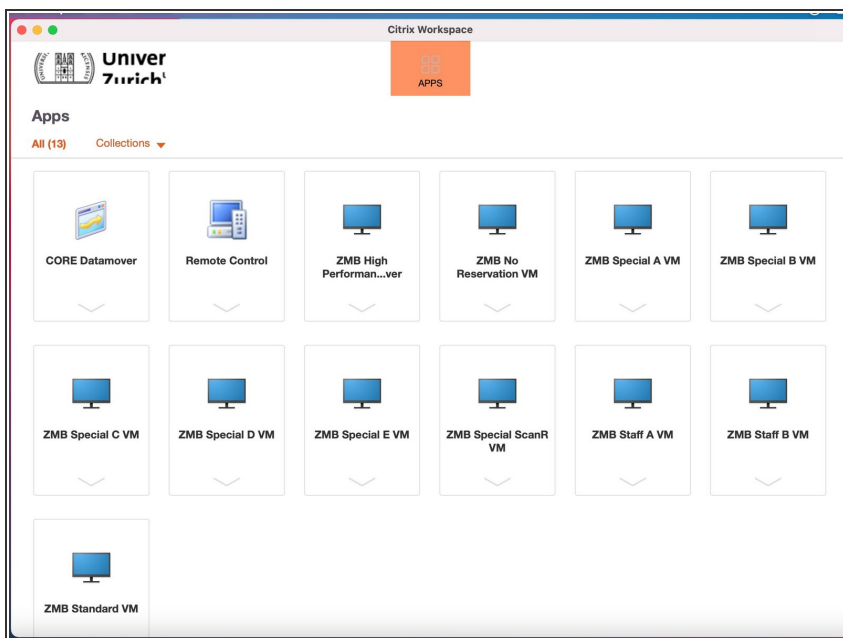 Citrix Workspace
Univer
Zurich
APPS
Apps
All (13) Collections
CORE Datamover
Remote Control
ZMB High
Performan...ver
ZMB No
Reservation VM
ZMB Special A VM
ZMB Special B VM
ZMB Special C VM
ZMB Special D VM
ZMB Special E VM
ZMB Special ScanR
VM
ZMB Staff A VM
ZMB Staff B VM
ZMB Standard VM